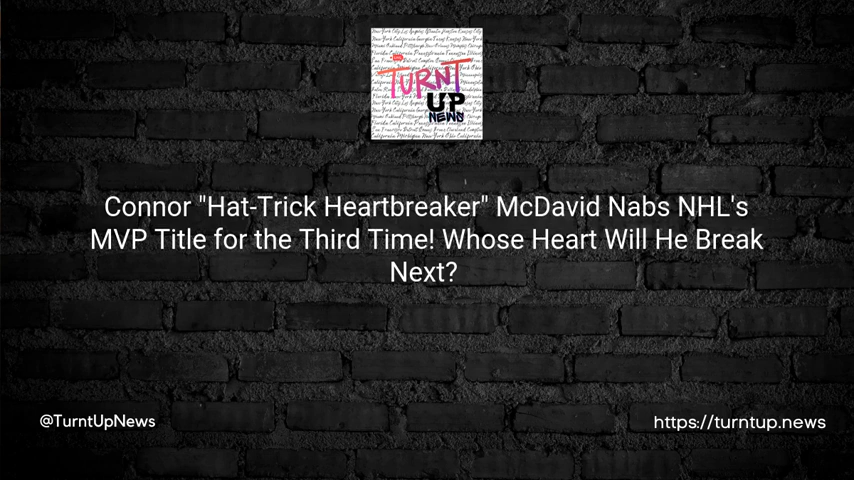 TURNT
UP
NEWS
Connor "Hat-Trick Heartbreaker" McDavid Nabs NHL's
MVP Title for the Third Time! Whose Heart Will He Break
Next?
@TurntUpNews
https://turntup.news